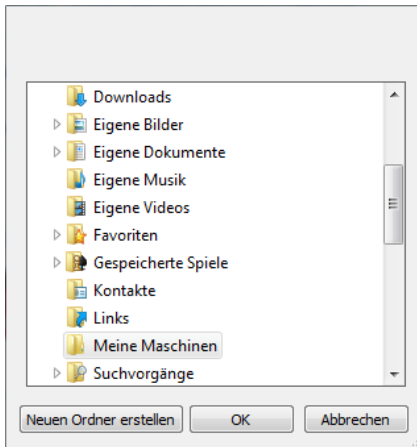 Downloads
Eigene Bilder
Eigene Dokumente
Eigene Musik
Eigene Videos
Favoriten
Gespeicherte Spiele
Kontakte
Links
Meine Maschinen
Suchvorgänge
Neuen Ordner erstellen OK Abbrechen